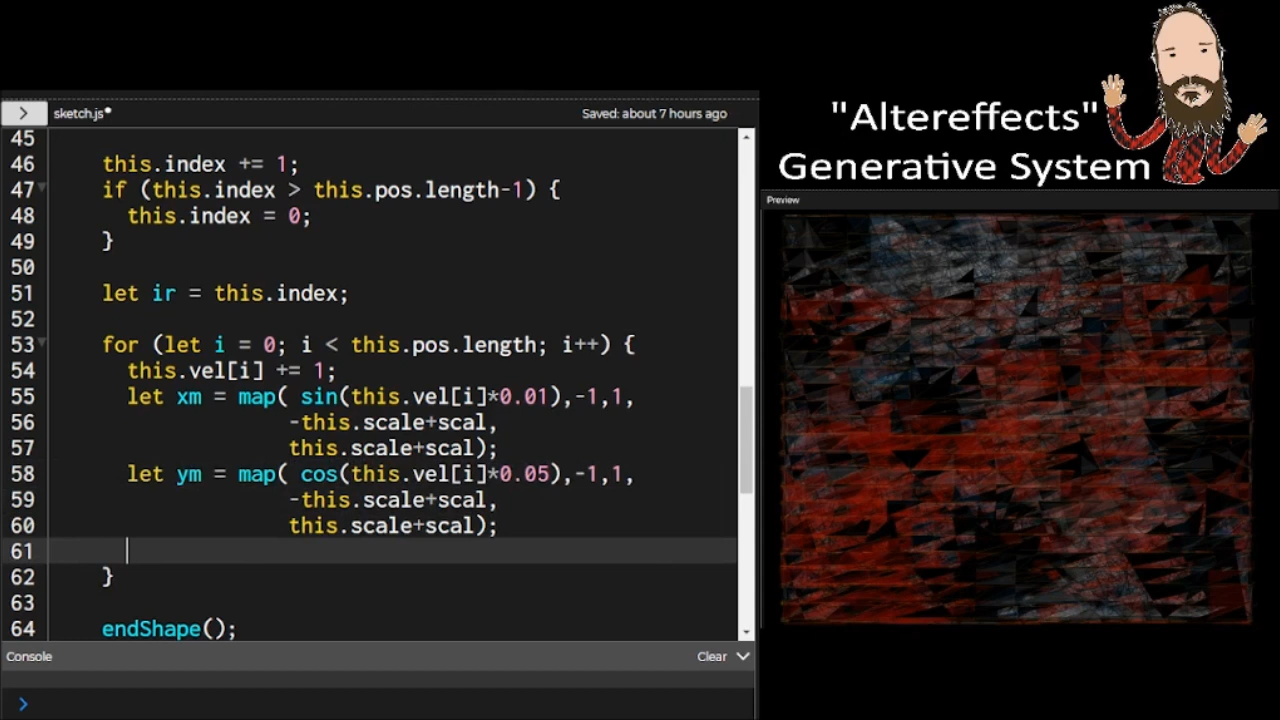 sketch.js•
Saved: about 7 hours ago
"Altereffects"
Generative System
Preview
45
46 this.index += 1;
47 if (this.index > this.pos.length-1) {
48 this.index = 0;
49 }
50
51 let ir = this.index;
52
53 for (let i = 0; i < this.pos.length; i++) {
54 this.vel[i] += 1;
55 let xm = map( sin(this.vel[i]*0.01),-1,1,
56 -this.scale+scal,
57 this.scale+scal);
58 let ym = map( cos(this.vel[i]*0.05),-1,1,
59 -this.scale+scal,
60 this.scale+scal);
61
62 }
63
64 endShape();
Console
Clear